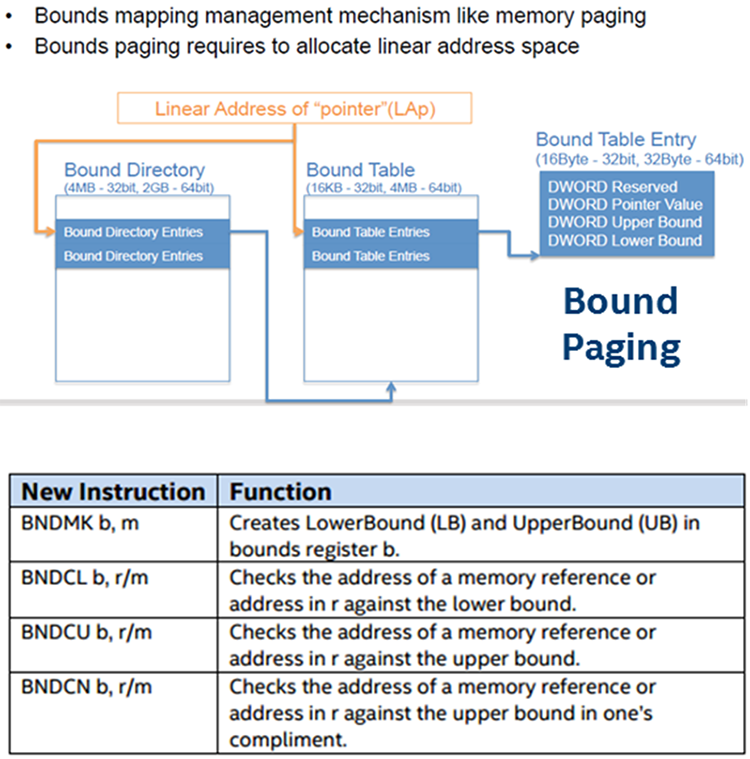 • Bounds mapping management mechanism like memory paging
• Bounds paging requires to allocate linear address space
Linear Address of “pointer”(LAp)
Bound Directory
(4MB - 32bit, 2GB - 64bit)
Bound Directory Entries
Bound Directory Entries
Bound Table
(16KB - 32bit, 4MB - 64bit)
Bound Table Entries
Bound Table Entries
Bound Table Entry
(16Byte - 32bit, 32Byte - 64bit)
DWORD Reserved
DWORD Pointer Value
DWORD Upper Bound
DWORD Lower Bound
Bound
Paging
New Instruction Function
BNDMK b, m Creates LowerBound (LB) and UpperBound (UB) in
bounds register b.
BNDCL b, r/m Checks the address of a memory reference or
address in r against the lower bound.
BNDCU b, r/m Checks the address of a memory reference or
address in r against the upper bound.
BNDCN b, r/m Checks the address of a memory reference or
address in r against the upper bound in one's
compliment.